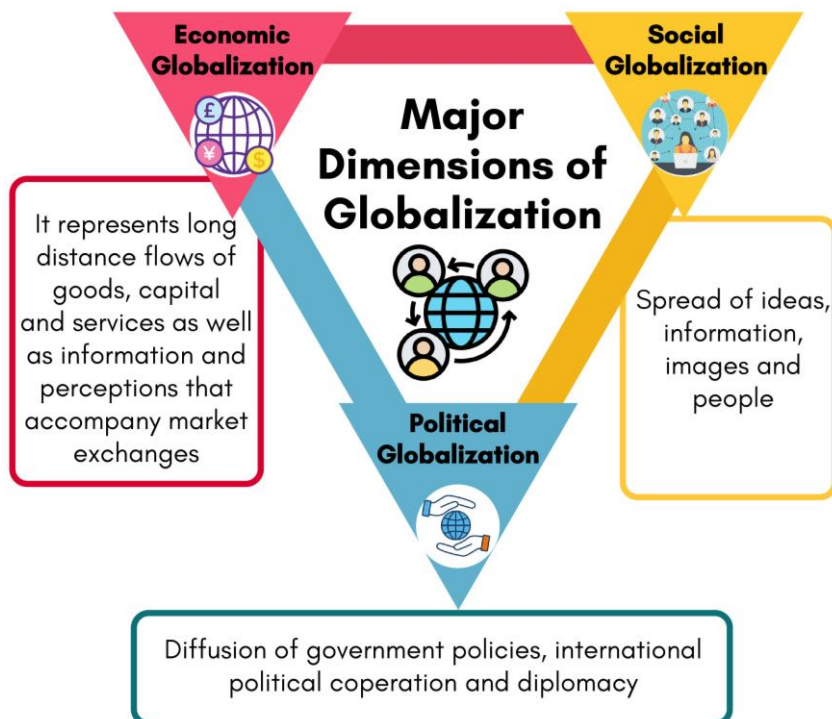 Economic
Globalization
£
¥
$
Social
Globalization
Major
Dimensions of
Globalization
It represents long
distance flows of
goods, capital
and services as well
as information and
perceptions that
accompany market
exchanges
Spread of ideas,
information,
images and
people
Political
Globalization
Diffusion of government policies, international
political coperation and diplomacy